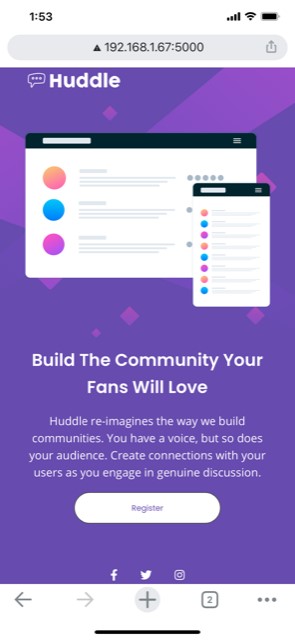 1:53
192.168.1.67:5000
Huddle
Build The Community Your
Fans Will Love
Huddle re-imagines the way we build
communities. You have a voice, but so does
your audience. Create connections with your
users as you engage in genuine discussion.
Register
2